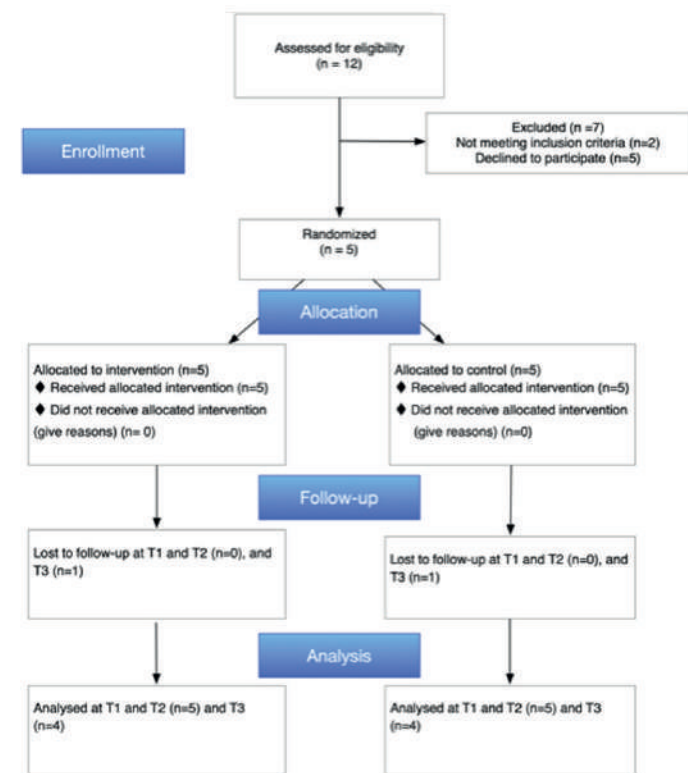 Assessed for eligibility
(n = 12)
Excluded (n =7)
Not meeting inclusion criteria (n=2)
Declined to participate (n=5)
Enrollment
Randomized
(n = 5)
Allocation
Allocated to intervention (n=5)
♦ Received allocated intervention (n=5)
♦ Did not receive allocated intervention
(give reasons) (n= 0)
Allocated to control (n=5)
♦ Received allocated intervention (n=5)
♦ Did not receive allocated intervention
(give reasons) (n=0)
Follow-up
Lost to follow-up at T1 and T2 (n=0), and
T3 (n=1)
Lost to follow-up at T1 and T2 (n=0), and
T3 (n=1)
Analysis
Analysed at T1 and T2 (n=5) and T3
(n=4)
Analysed at T1 and T2 (n=5) and T3
(n=4)